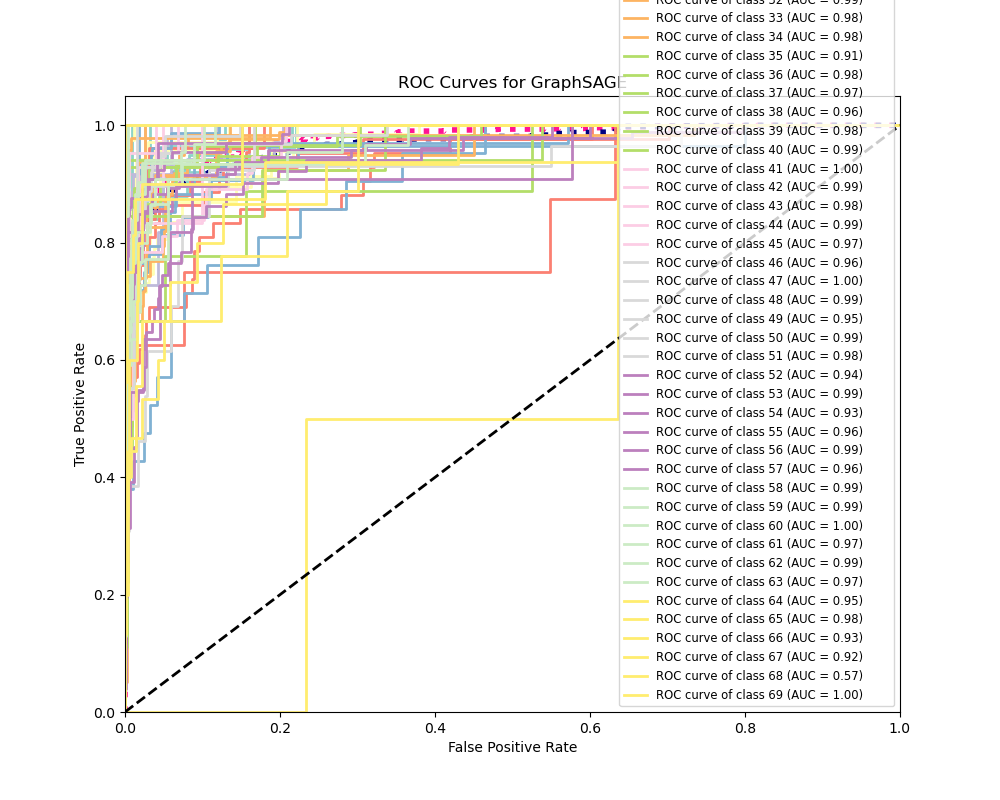 ROC curve of class 32 (AUC = 0.99)
ROC curve of class 33 (AUC = 0.98)
ROC curve of class 34 (AUC = 0.98)
ROC curve of class 35 (AUC = 0.91)
ROC curve of class 36 (AUC = 0.98)
ROC Curves for GraphSAGE
ROC curve of class 37 (AUC = 0.97)
ROC curve of class 38 (AUC = 0.96)
ROC curve of class 39 (AUC = 0.98)
ROC curve of class 40 (AUC = 0.99)
ROC curve of class 41 (AUC = 1.00)
ROC curve of class 42 (AUC = 0.99)
ROC curve of class 43 (AUC = 0.98)
ROC curve of class 44 (AUC = 0.99)
ROC curve of class 45 (AUC = 0.97)
ROC curve of class 46 (AUC = 0.96)
ROC curve of class 47 (AUC = 1.00)
ROC curve of class 48 (AUC = 0.99)
ROC curve of class 49 (AUC = 0.95)
ROC curve of class 50 (AUC = 0.99)
ROC curve of class 51 (AUC = 0.98)
ROC curve of class 52 (AUC = 0.94)
ROC curve of class 53 (AUC = 0.99)
ROC curve of class 54 (AUC = 0.93)
ROC curve of class 55 (AUC = 0.96)
ROC curve of class 56 (AUC = 0.99)
ROC curve of class 57 (AUC = 0.96)
ROC curve of class 58 (AUC = 0.99)
ROC curve of class 59 (AUC = 0.99)
ROC curve of class 60 (AUC = 1.00)
ROC curve of class 61 (AUC = 0.97)
ROC curve of class 62 (AUC = 0.99)
ROC curve of class 63 (AUC = 0.97)
ROC curve of class 64 (AUC = 0.95)
ROC curve of class 65 (AUC = 0.98)
ROC curve of class 66 (AUC = 0.93)
ROC curve of class 67 (AUC = 0.92)
ROC curve of class 68 (AUC = 0.57)
ROC curve of class 69 (AUC = 1.00)
True Positive Rate
1.0
0.8
0.6
0.4
0.2
0.0
0.0 0.2 0.4 0.6 0.8 1.0
False Positive Rate